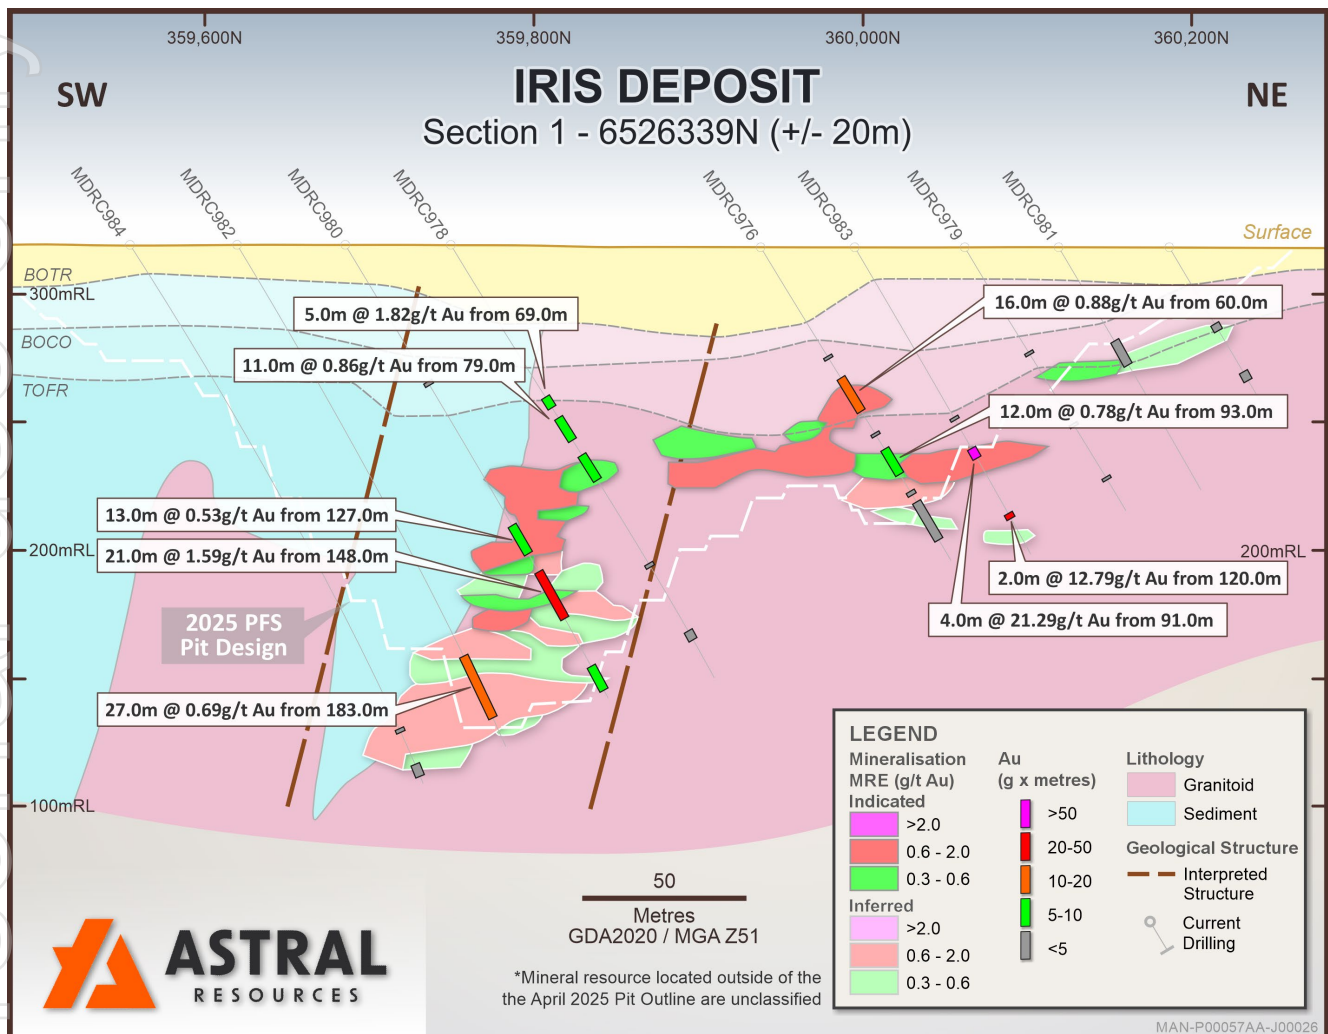 359,600N
359,800N
360,000N
360,200N
SW
IRIS DEPOSIT
NE
Section 1 - 6526339N (+/- 20m)
MDRC984
MDRC982
MDRC980
MDRC978
MDRC976
MDRC983
MDRC979
MDRC981
Surface
BOTR
300mRL
BOCO
TOFR
5.0m @ 1.82g/t Au from 69.0m
11.0m @ 0.86g/t Au from 79.0m
16.0m @ 0.88g/t Au from 60.0m
12.0m @ 0.78g/t Au from 93.0m
13.0m @ 0.53g/t Au from 127.0m
200mRL
21.0m @ 1.59g/t Au from 148.0m
200mRL
2.0m @ 12.79g/t Au from 120.0m
4.0m @ 21.29g/t Au from 91.0m
2025 PFS
Pit Design
27.0m @ 0.69g/t Au from 183.0m
100mRL
LEGEND
Mineralisation
MRE (g/t Au)
Indicated
>2.0
0.6 - 2.0
0.3 - 0.6
Inferred
>2.0
0.6 - 2.0
0.3 - 0.6
Au
(g x metres)
>50
20-50
10-20
5-10
<5
Lithology
Granitoid
Sediment
Geological Structure
Interpreted
Structure
Current
Drilling
50
Metres
GDA2020 / MGA Z51
*Mineral resource located outside of the
the April 2025 Pit Outline are unclassified
ASTRAL
RESOURCES
MAN-P00057AA-J00026